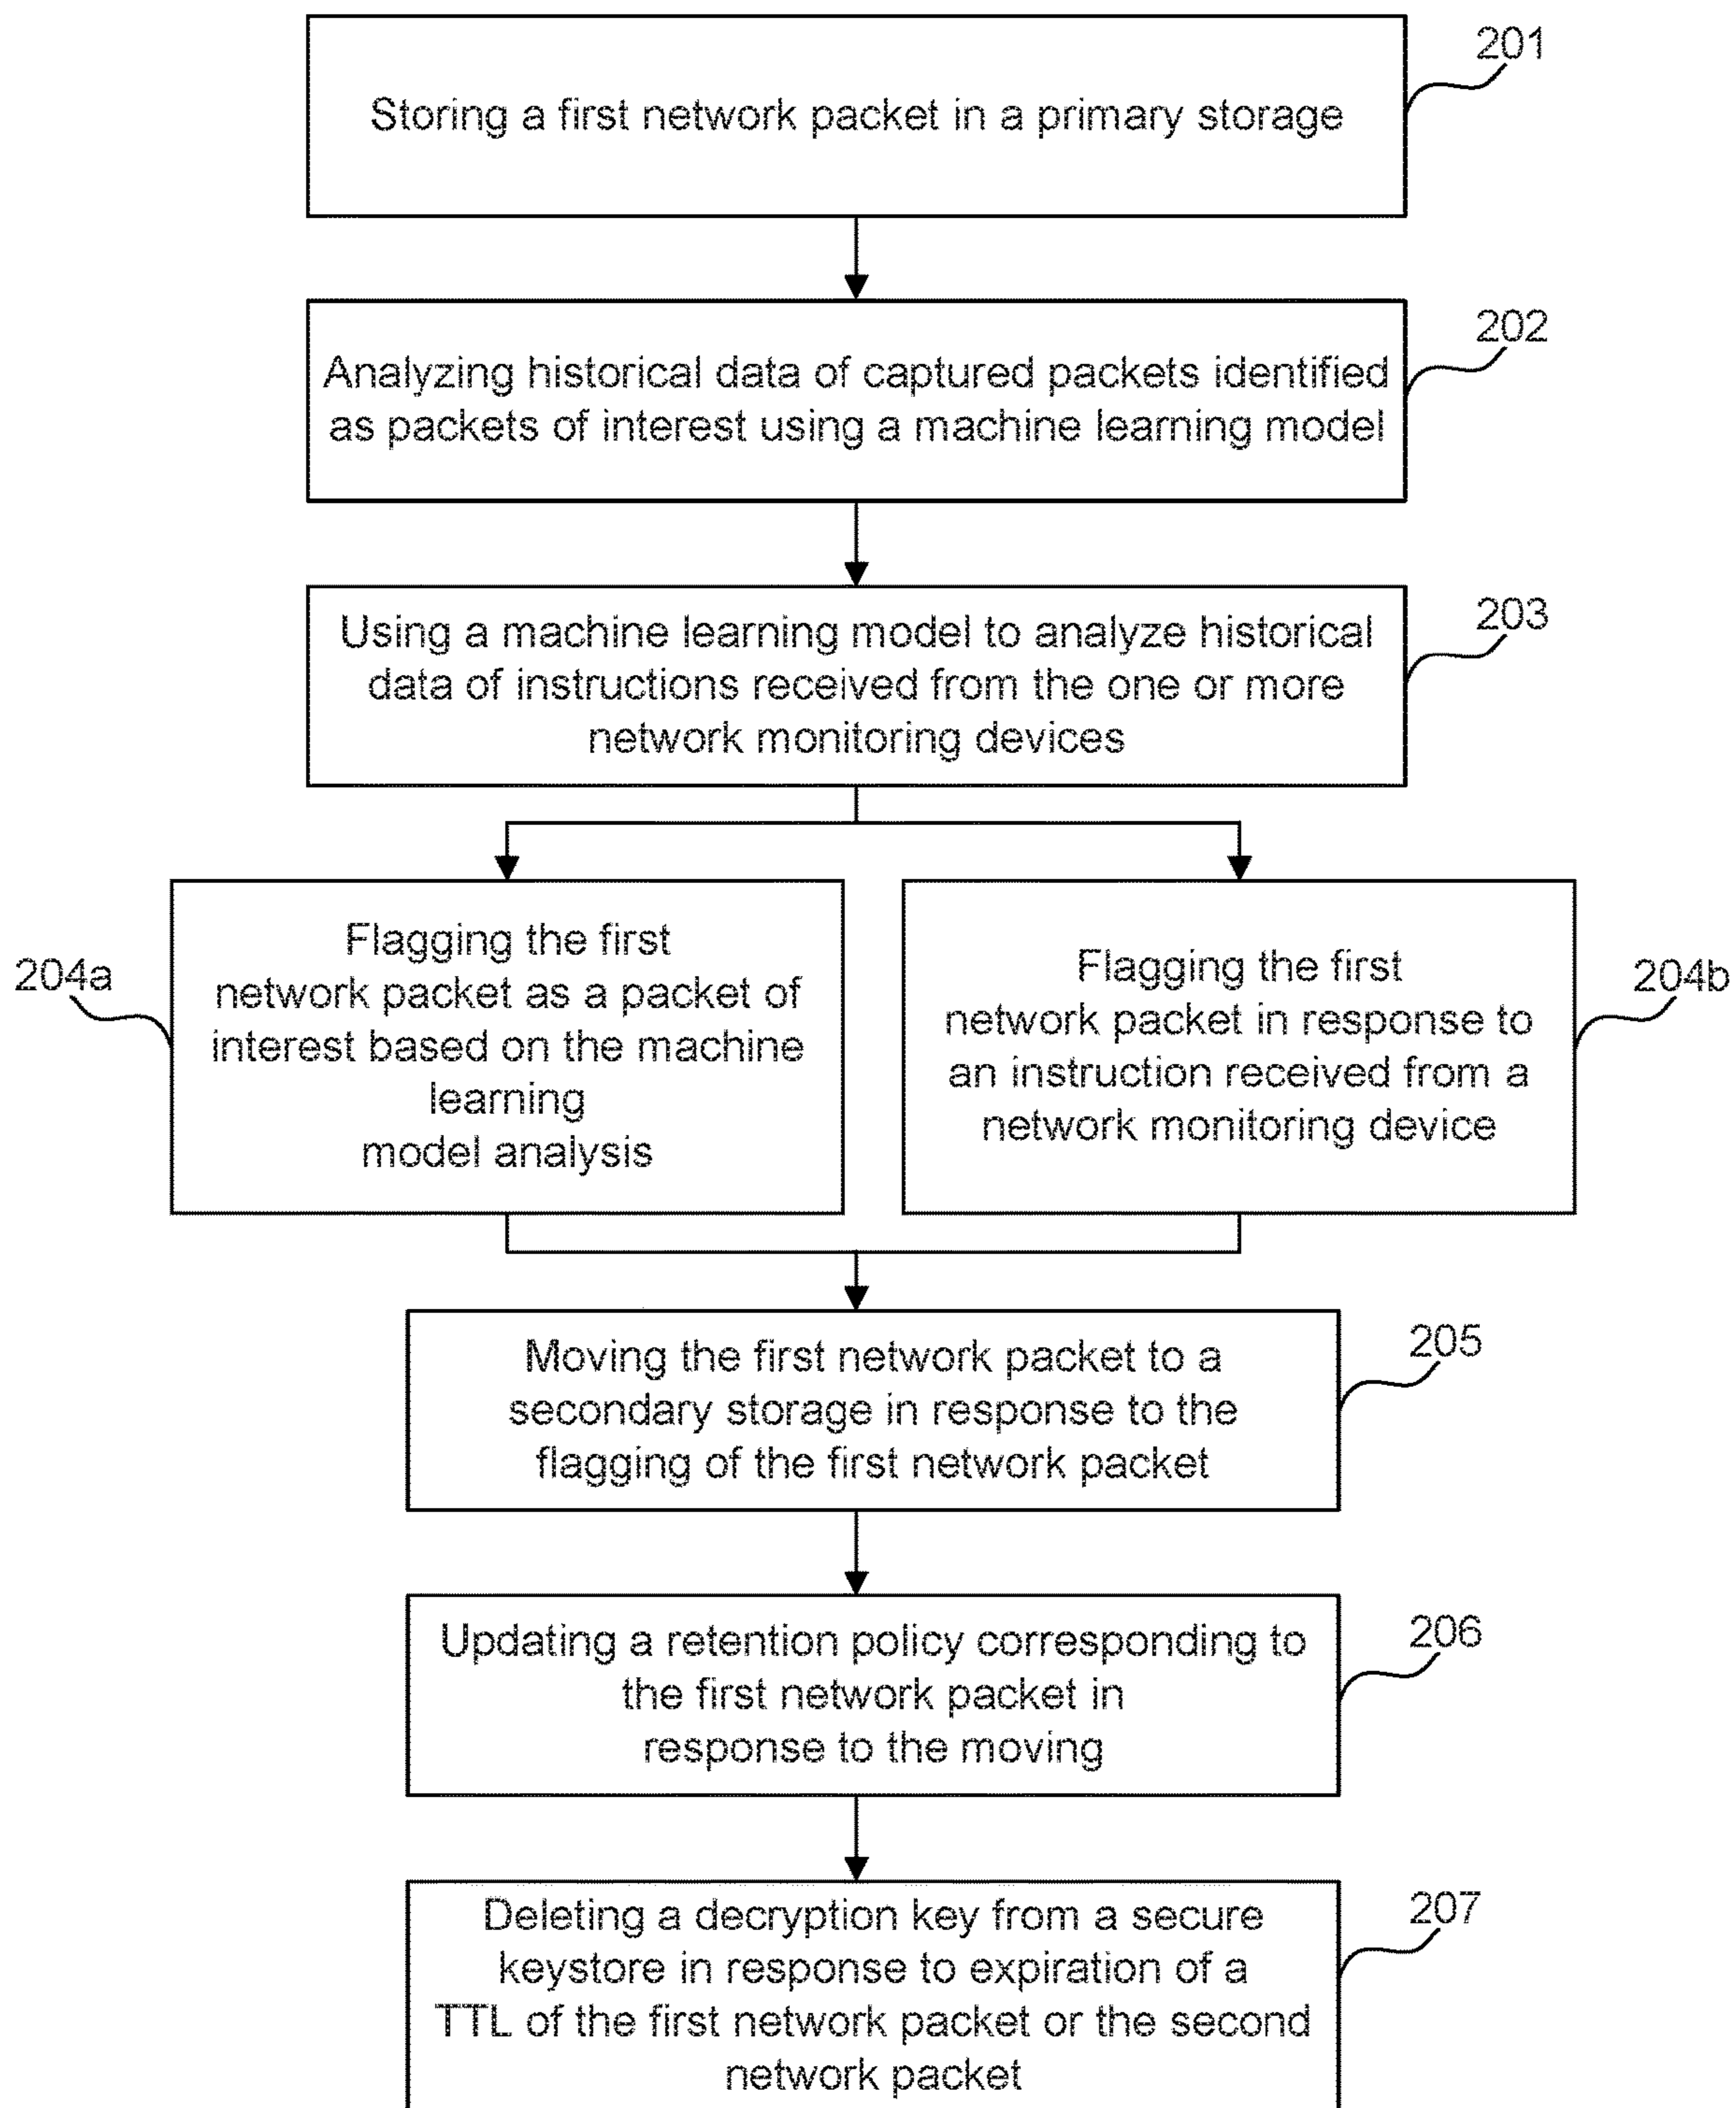 201
Storing a first network packet in a primary storage
202
Analyzing historical data of captured packets identified
as packets of interest using a machine learning model
203
Using a machine learning model to analyze historical
data of instructions received from the one or more
network monitoring devices
204a
Flagging the first
network packet as a packet of
interest based on the machine
learning
model analysis
204b
Flagging the first
network packet in response to
an instruction received from a
network monitoring device
205
Moving the first network packet to a
secondary storage in response to the
flagging of the first network packet
206
Updating a retention policy corresponding to
the first network packet in
response to the moving
207
Deleting a decryption key from a secure
keystore in response to expiration of a
TTL of the first network packet or the second
network packet